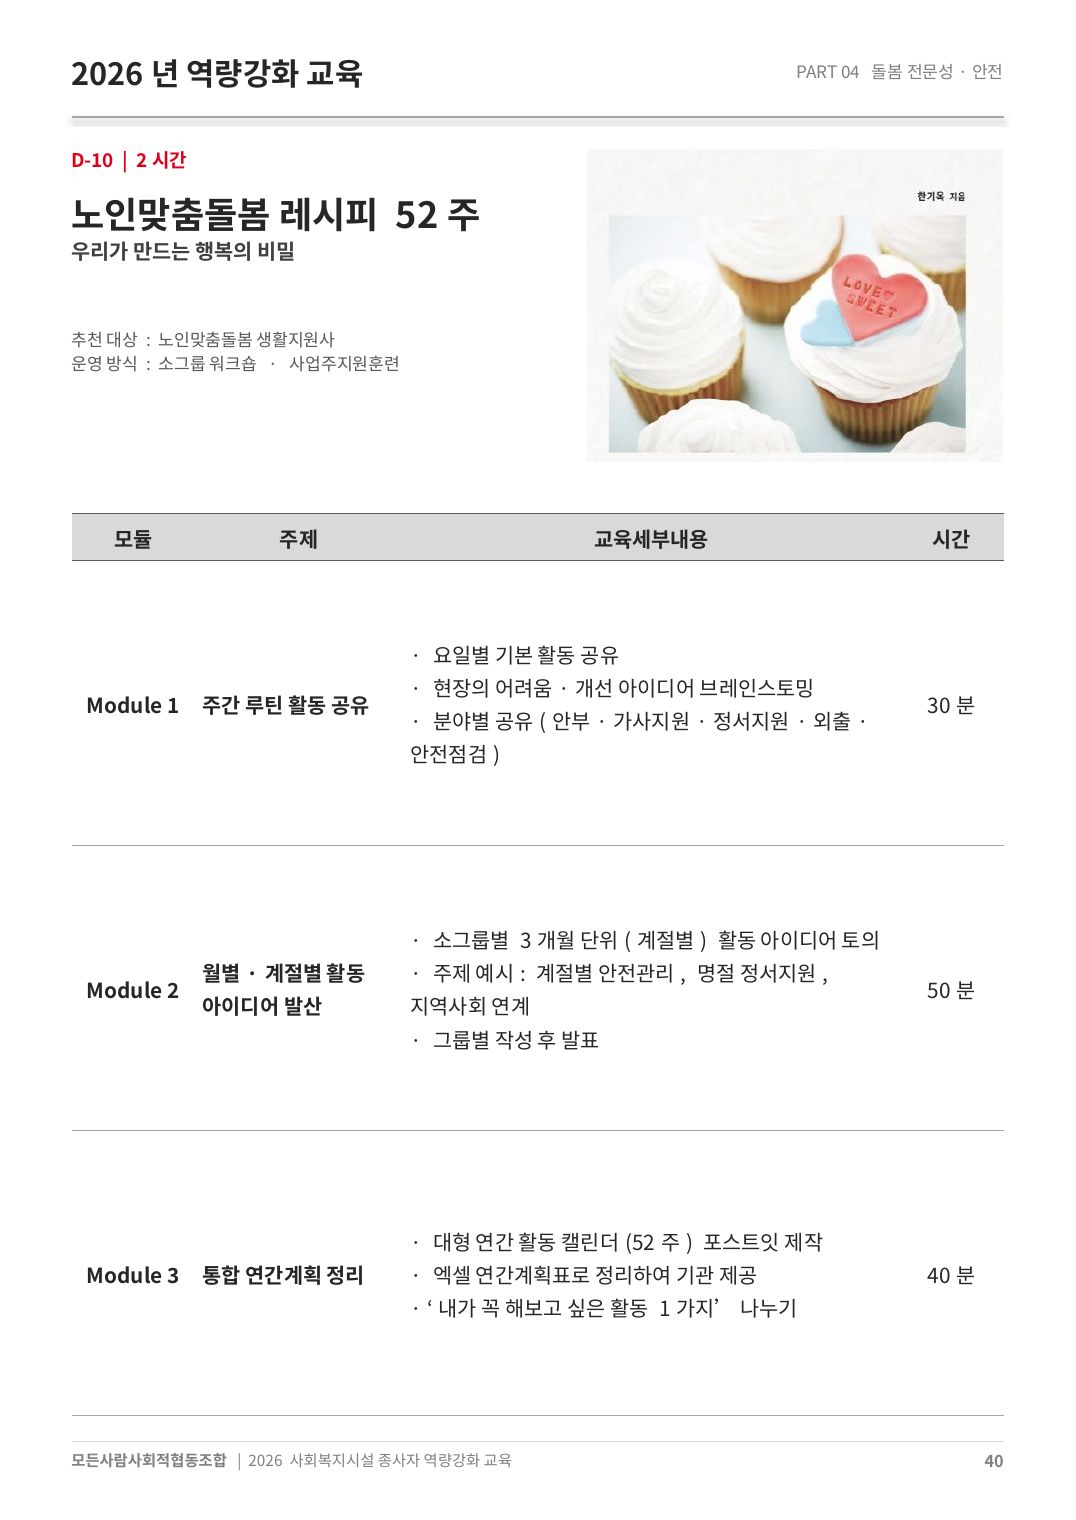 2026 년 역량강화 교육
PART 04 돌봄 전문성 · 안전
D-10 | 2 시간
노인맞춤돌봄 레시피 52 주
우리가 만드는 행복의 비밀
추천 대상 : 노인맞춤돌봄 생활지원사
운영 방식 : 소그룹 워크숍 · 사업주지원훈련
한기옥 지음
LOVE♡
SWEET
모듈 주제 교육세부내용 시간
· 요일별 기본 활동 공유
· 현장의 어려움 · 개선 아이디어 브레인스토밍
Module 1 주간 루틴 활동 공유 30 분
· 분야별 공유 ( 안부 · 가사지원 · 정서지원 · 외출 ·
안전점검 )
· 소그룹별 3 개월 단위 ( 계절별 ) 활동 아이디어 토의
· 주제 예시 : 계절별 안전관리 , 명절 정서지원 ,
지역사회 연계
Module 2 월별 · 계절별 활동
아이디어 발산
50 분
· 그룹별 작성 후 발표
· 대형 연간 활동 캘린더 (52 주 ) 포스트잇 제작
Module 3 통합 연간계획 정리 · 엑셀 연간계획표로 정리하여 기관 제공 40 분
· ‘ 내가 꼭 해보고 싶은 활동 1 가지’ 나누기
모든사람사회적협동조합 | 2026 사회복지시설 종사자 역량강화 교육
40